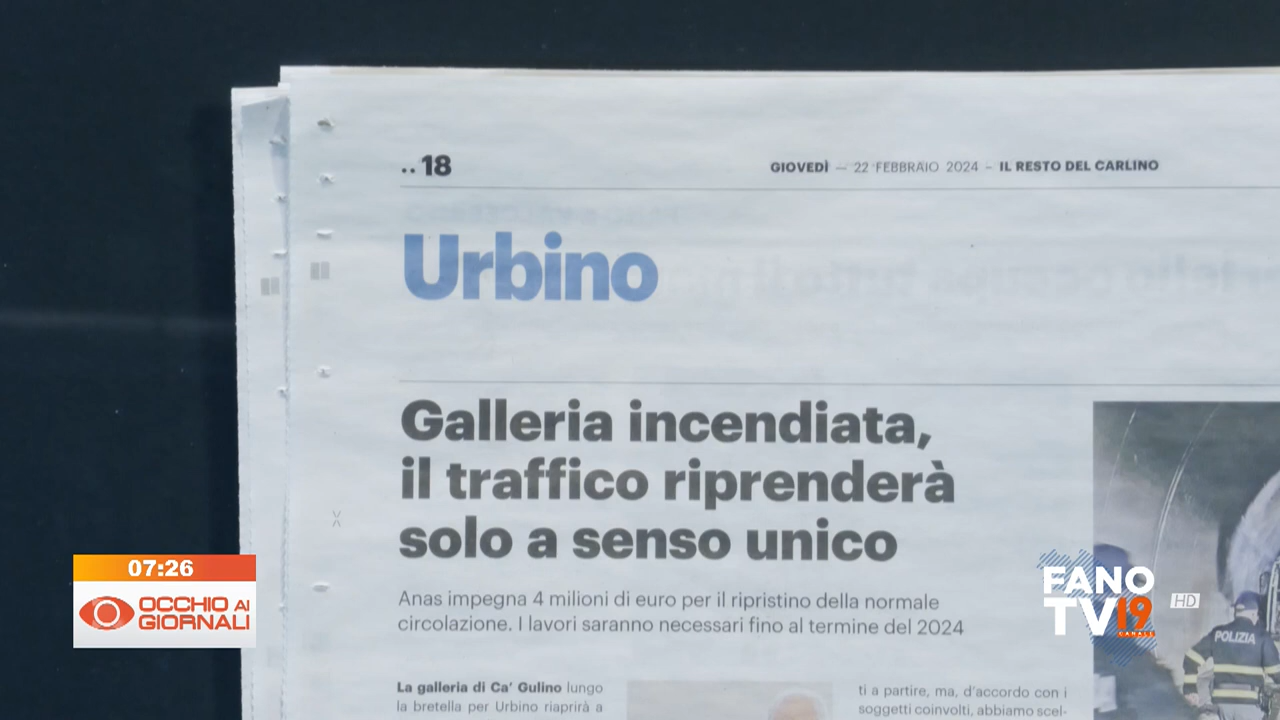 ..18
GIOVEDÌ — 22 FEBBRAIO 2024 – IL RESTO DEL CARLINO
Urbino
Galleria incendiata,
il traffico riprenderà
solo a senso unico
Anas impegna 4 milioni di euro per il ripristino della normale
circolazione. I lavori saranno necessari fino al termine del 2024
La galleria di Ca' Gulino lungo
la bretella per Urbino riaprirà a
ti a partire, ma, d'accordo con i
soggetti coinvolti, abbiamo scel-
POLIZIA
07:26
OCCHIO AI
GIORNALI
FANO
TV19
CANALE
HD